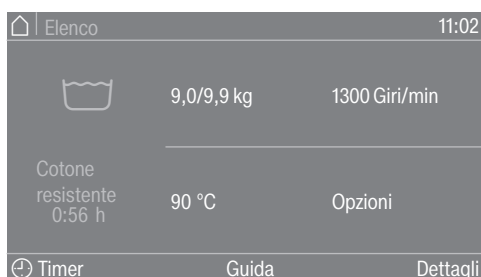 Elenco 11:02
9,0/9,9 kg 1300 Giri/min
Cotone
resistente
0:56 h
90 °C Opzioni
Timer Guida Dettagli